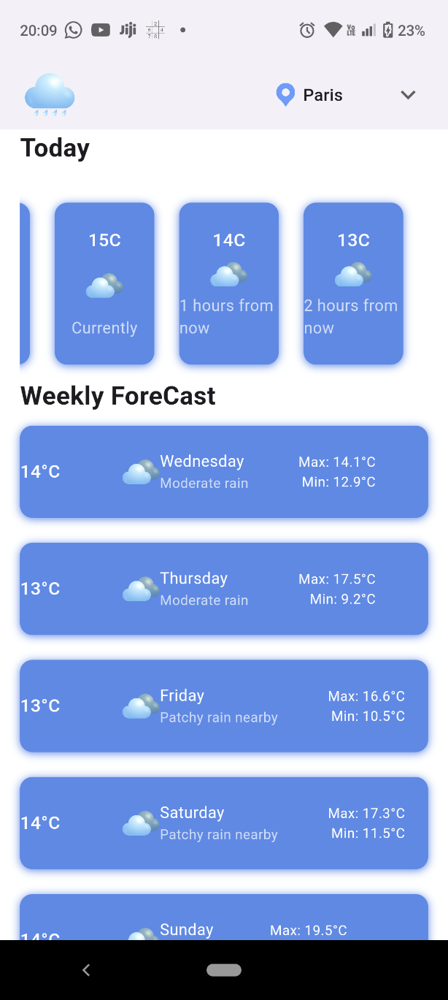 20:09 Jiji 23%
Paris
Today
15C
Currently
14C
1 hours from
now
13C
2 hours from
now
Weekly ForeCast
14°C
Wednesday
Moderate rain
Max: 14.1°C
Min: 12.9°C
13°C
Thursday
Moderate rain
Max: 17.5°C
Min: 9.2°C
13°C
Friday
Patchy rain nearby
Max: 16.6°C
Min: 10.5°C
14°C
Saturday
Patchy rain nearby
Max: 17.3°C
Min: 11.5°C
14°C
Sunday
Max: 19.5°C